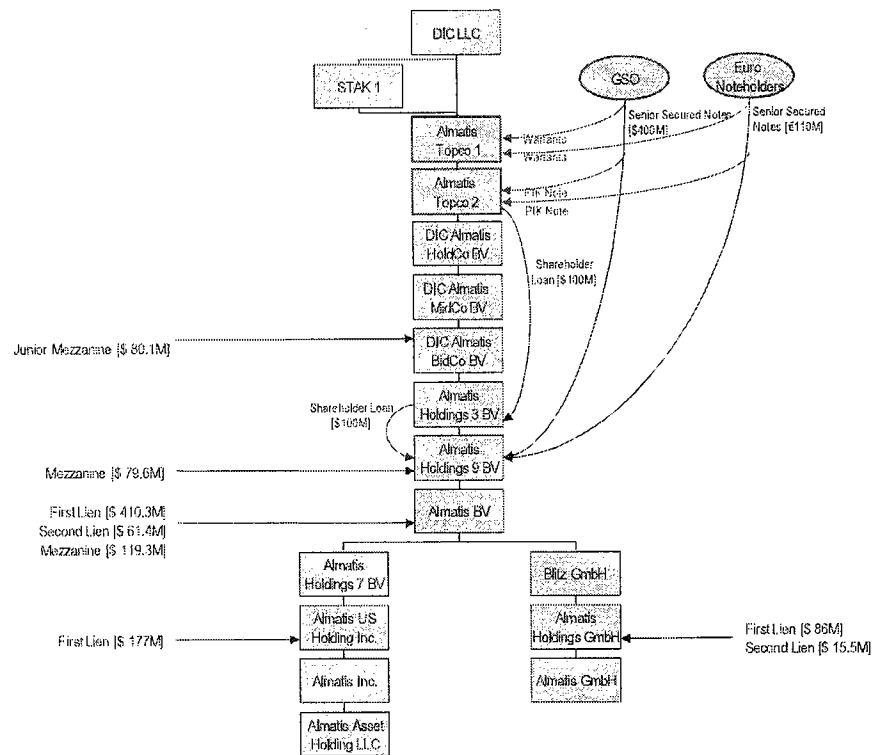 DIC LLC
STAK 1
GSO
Euro
Noteholders
Senior Secured Notes
[$400M]
Senior Secured
Notes [€110M]
Almatis
Topco 1
Warrants
Warrants
Almatis
Topco 2
PIK Note
PIK Note
DIC Almatis
HoldCo BV
Shareholder
Loan [$100M]
DIC Almatis
MidCo BV
Junior Mezzanine [$ 80.1M]
DIC Almatis
BidCo BV
Shareholder Loan
[$100M]
Almatis
Holdings 3 BV
Mezzanine [$ 79.6M]
Almatis
Holdings 9 BV
First Lien [$ 410.3M]
Second Lien [$ 61.4M]
Mezzanine [$ 119.3M]
Almatis BV
Almatis
Holdings 7 BV
Blitz GmbH
First Lien [$ 177M]
Almatis US
Holding Inc.
Almatis
Holdings GmbH
First Lien [$ 86M]
Second Lien [$ 15.5M]
Almatis Inc.
Almatis GmbH
Almatis Asset
Holding LLC